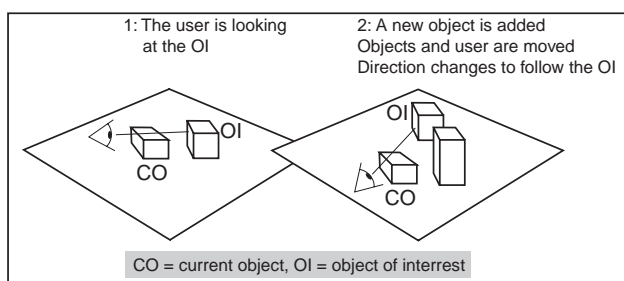 1: The user is looking
at the OI
2: A new object is added
Objects and user are moved
Direction changes to follow the OI
OI
CO
OI
CO
CO = current object, OI = object of interrest